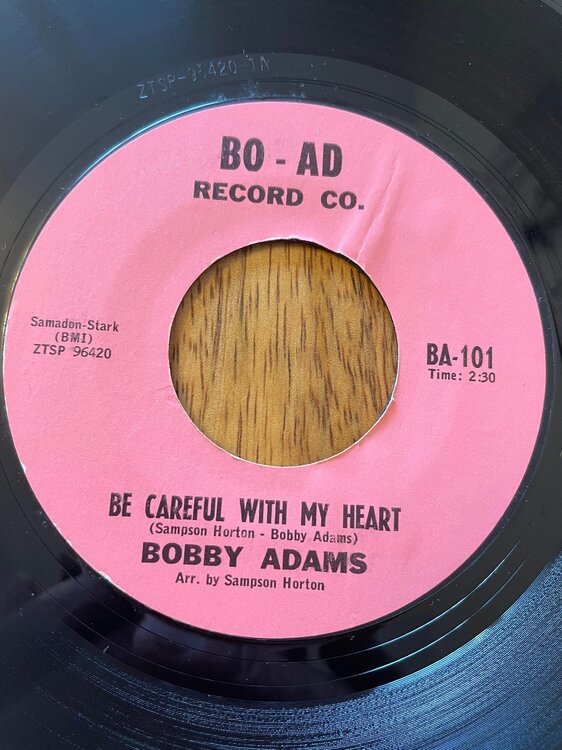 ZTSP-96420-1A
BO - AD
RECORD CO.
Samadon-Stark
(BMI)
ZTSP 96420
BA-101
Time: 2:30
BE CAREFUL WITH MY HEART
(Sampson Horton - Bobby Adams)
BOBBY ADAMS
Arr. by Sampson Horton